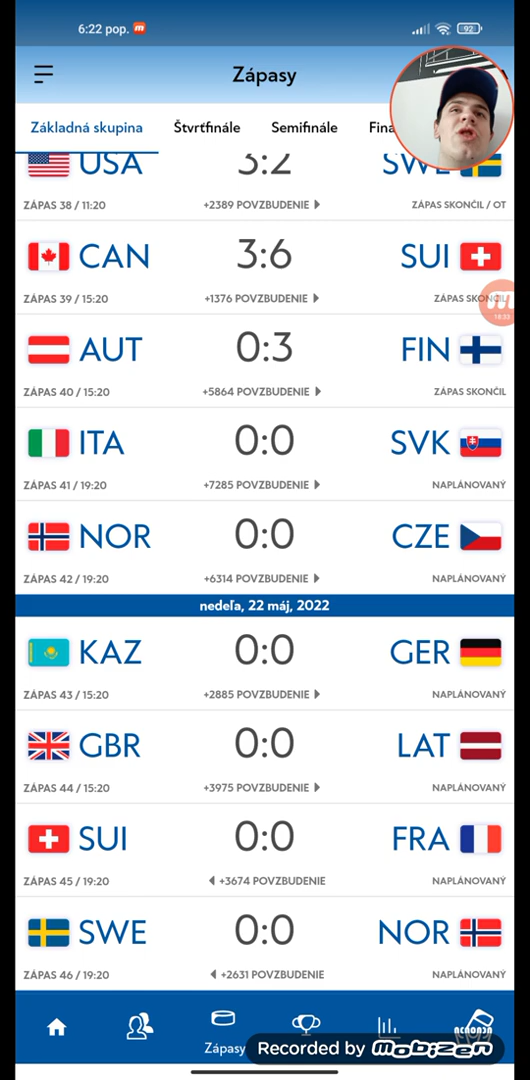 6:22 pop. m 92
Zápasy
Základná skupina Štvrťfinále Semifinále
USA 3:2
ZÁPAS 38 / 11:20 +2389 POVZBUDENIE ZÁPAS SKONČIL / OT
CAN 3:6 SUI
ZÁPAS 39 / 15:20 +1376 POVZBUDENIE ZÁPAS
AUT 0:3 FIN
ZÁPAS 40 / 15:20 +5864 POVZBUDENIE ZÁPAS SKONČIL
ITA 0:0 SVK
ZÁPAS 41 / 19:20 +7285 POVZBUDENIE NAPLÁNOVANÝ
NOR 0:0 CZE
ZÁPAS 42 / 19:20 +6314 POVZBUDENIE NAPLÁNOVANÝ
nedeľa, 22 máj, 2022
KAZ 0:0 GER
ZÁPAS 43 / 15:20 +2885 POVZBUDENIE NAPLÁNOVANÝ
GBR 0:0 LAT
ZÁPAS 44 / 15:20 +3975 POVZBUDENIE NAPLÁNOVANÝ
SUI 0:0 FRA
ZÁPAS 45 / 19:20 +3674 POVZBUDENIE NAPLÁNOVANÝ
SWE 0:0 NOR
ZÁPAS 46 / 19:20 +2631 POVZBUDENIE NAPLÁNOVANÝ
Zápasy Recorded by mobizen